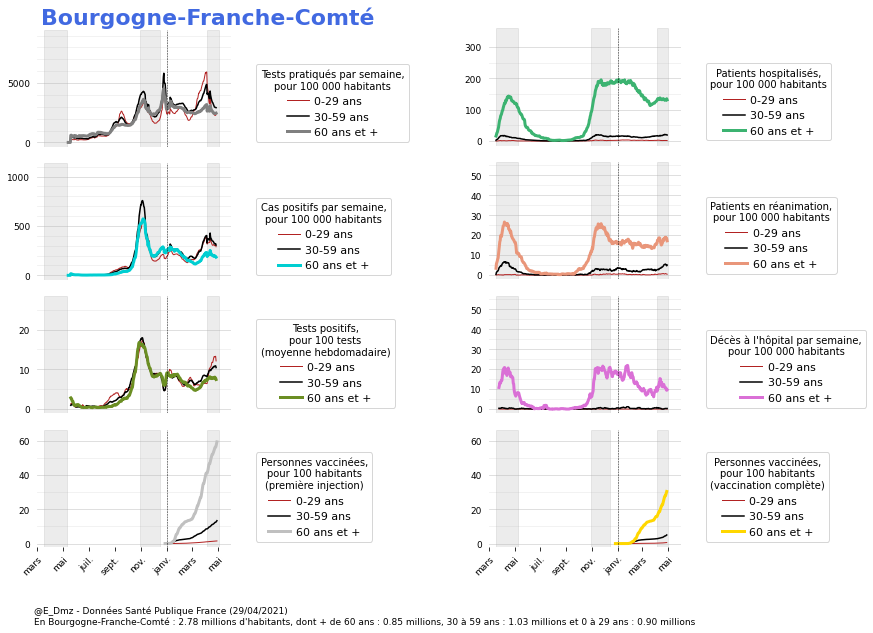 Bourgogne-Franche-Comté
5000
0
Tests pratiqués par semaine,
pour 100 000 habitants
0-29 ans
30-59 ans
60 ans et +
300
200
100
0
Patients hospitalisés,
pour 100 000 habitants
0-29 ans
30-59 ans
60 ans et +
1000
500
0
Cas positifs par semaine,
pour 100 000 habitants
0-29 ans
30-59 ans
60 ans et +
50
40
30
20
10
0
Patients en réanimation,
pour 100 000 habitants
0-29 ans
30-59 ans
60 ans et +
20
10
0
Tests positifs,
pour 100 tests
(moyenne hebdomadaire)
0-29 ans
30-59 ans
60 ans et +
50
40
30
20
10
0
Décès à l'hôpital par semaine,
pour 100 000 habitants
0-29 ans
30-59 ans
60 ans et +
60
40
20
0
mars
mai
juil.
sept.
nov.
janv.
mars
mai
Personnes vaccinées,
pour 100 habitants
(première injection)
0-29 ans
30-59 ans
60 ans et +
60
40
20
0
mars
mai
juil.
sept.
nov.
janv.
mars
mai
Personnes vaccinées,
pour 100 habitants
(vaccination complète)
0-29 ans
30-59 ans
60 ans et +
@E_Dmz - Données Santé Publique France (29/04/2021)
En Bourgogne-Franche-Comté : 2.78 millions d'habitants, dont + de 60 ans : 0.85 millions, 30 à 59 ans : 1.03 millions et 0 à 29 ans : 0.90 millions